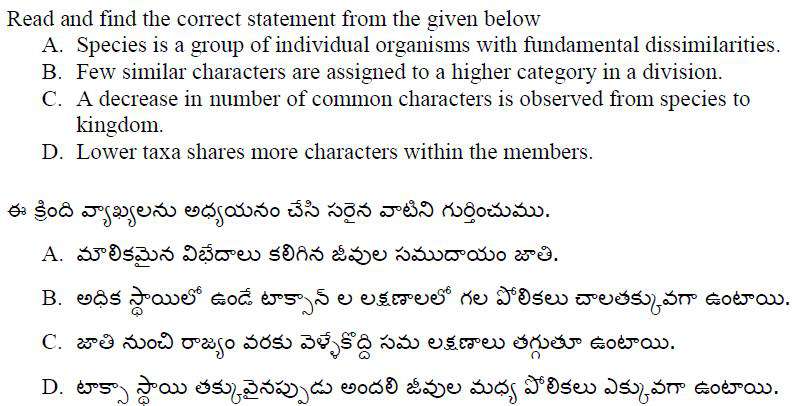 Read and find the correct statement from the given below
A. Species is a group of individual organisms with fundamental dissimilarities.
B. Few similar characters are assigned to a higher category in a division.
C. A decrease in number of common characters is observed from species to
kingdom.
D. Lower taxa shares more characters within the members.
ఈ క్రింది వ్యాఖ్యలను అధ్యయనం చేసి సరైన వాటిని గుర్తించుము.
A. మౌలికమైన విభేదాలు కలిగిన జీవుల సముదాయం జాతి.
B. అధిక స్థాయిలో ఉండే టాక్సాన్ ల లక్షణాలలో గల పోలికలు చాలతక్కువగా ఉంటాయి.
C. జాతి నుంచి రాజ్యం వరకు వెళ్ళేకొద్ది సమ లక్షణాలు తగ్గుతూ ఉంటాయి.
D. టాక్సా స్థాయి తక్కువైనప్పుడు అందలి జీవుల మధ్య పోలికలు ఎక్కువగా ఉంటాయి.